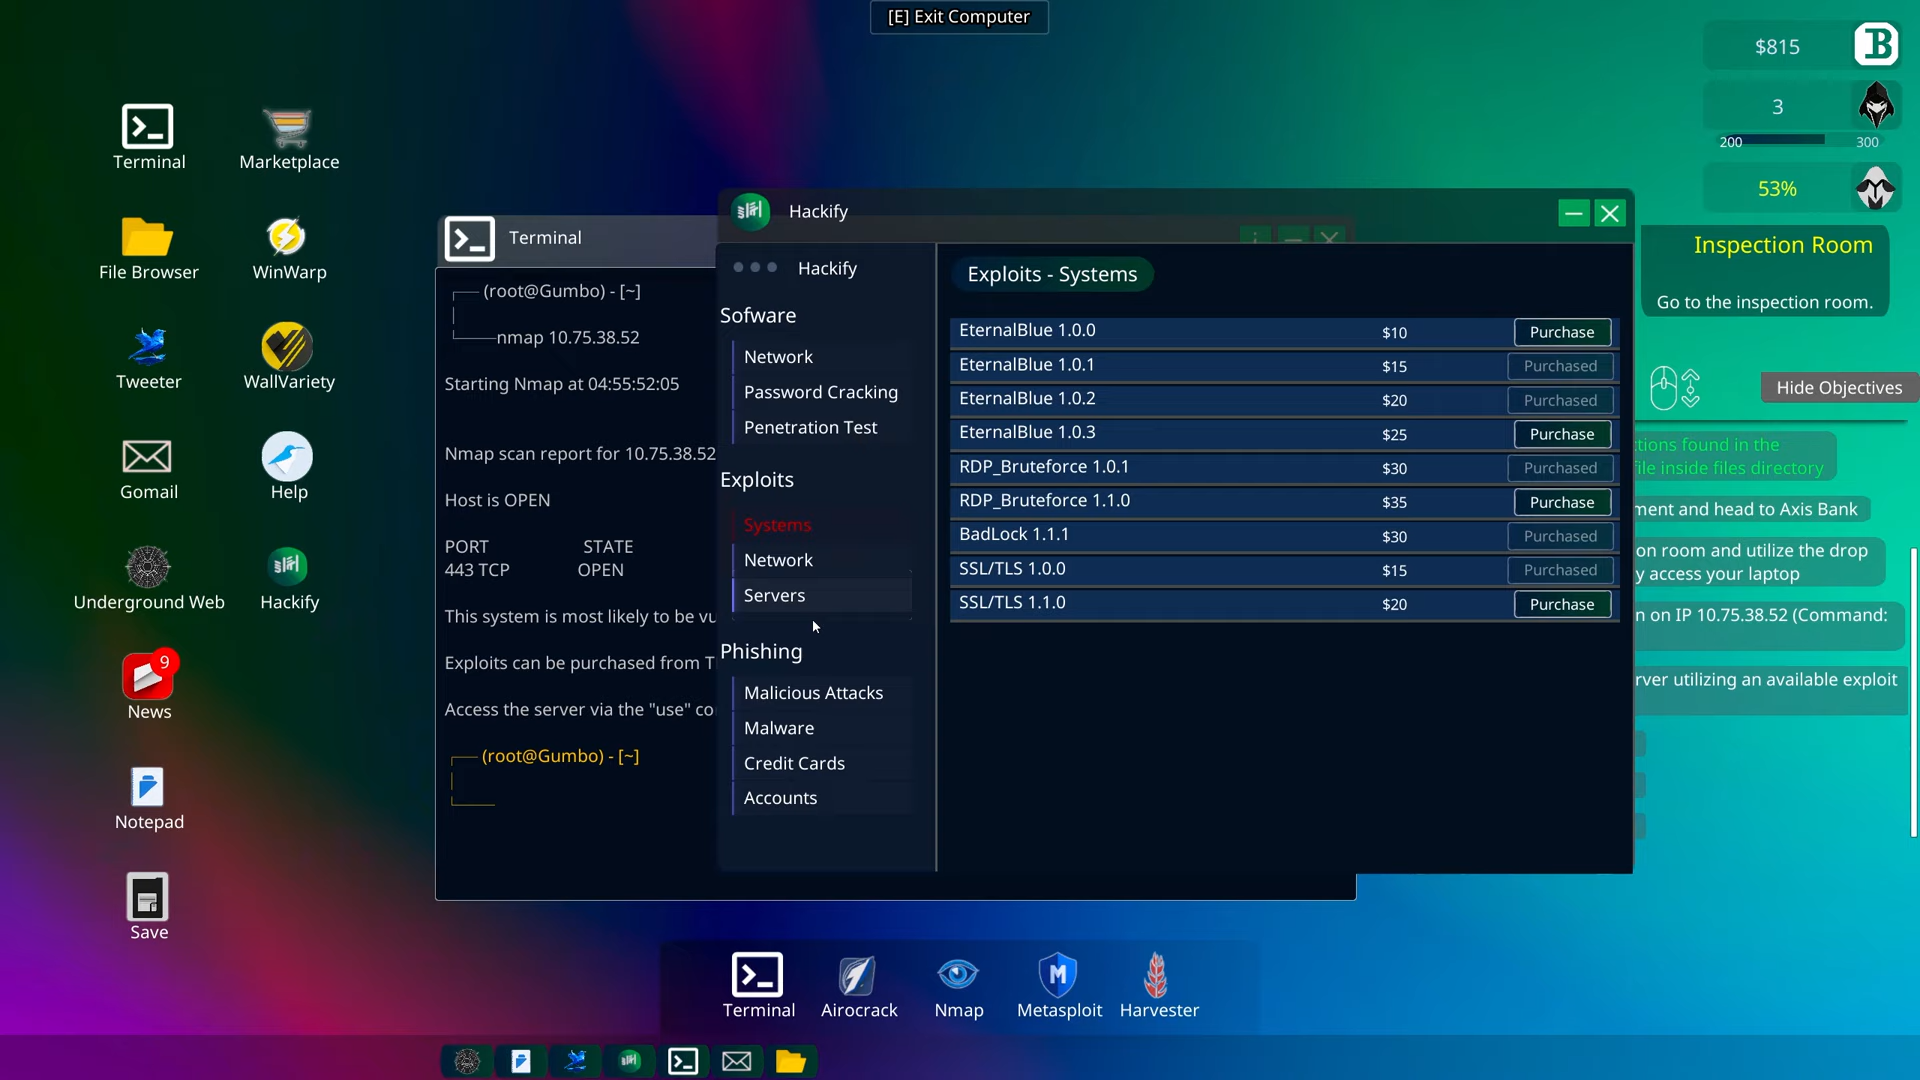 [E] Exit Computer
$815
B
3
200
300
53%
Inspection Room
Go to the inspection room.
Hide Objectives
Terminal
Marketplace
File Browser
WinWarp
Tweeter
WallVariety
Gomail
Help
Underground Web
Hackify
9
News
Notepad
Save
Terminal
(root@Gumbo) - [~]
nmap 10.75.38.52
Starting Nmap at 04:55:52:05
Nmap scan report for 10.75.38.52
Host is OPEN
PORT STATE
443 TCP OPEN
This system is most likely to be vu
Exploits can be purchased from T
Access the server via the "use" co
(root@Gumbo) - [~]
Hackify
Hackify
Sofware
Network
Password Cracking
Penetration Test
Exploits
Systems
Network
Servers
Phishing
Malicious Attacks
Malware
Credit Cards
Accounts
Exploits - Systems
EternalBlue 1.0.0 $10 Purchase
EternalBlue 1.0.1 $15 Purchased
EternalBlue 1.0.2 $20 Purchased
EternalBlue 1.0.3 $25 Purchase
RDP_Bruteforce 1.0.1 $30 Purchased
RDP_Bruteforce 1.1.0 $35 Purchase
BadLock 1.1.1 $30 Purchased
SSL/TLS 1.0.0 $15 Purchased
SSL/TLS 1.1.0 $20 Purchase
tions found in the
file inside files directory
ment and head to Axis Bank
on room and utilize the drop
y access your laptop
n on IP 10.75.38.52 (Command:
rver utilizing an available exploit
Terminal
Airocrack
Nmap
M
Metasploit
Harvester